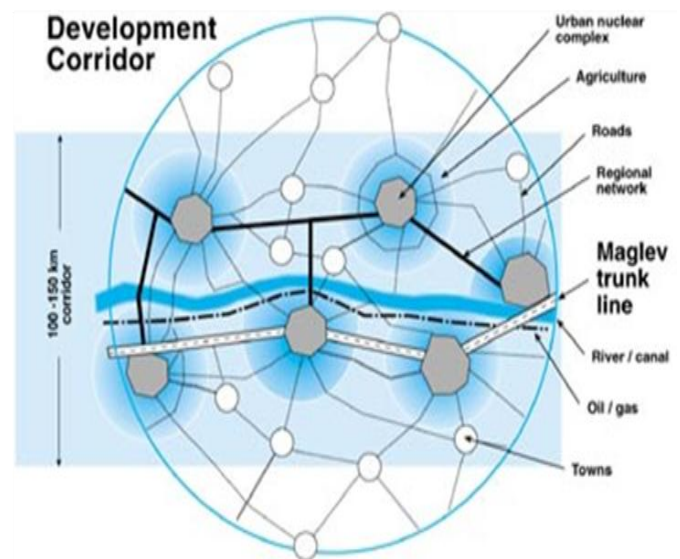 Development
Corridor
Urban nuclear
complex
Agriculture
Roads
Regional
network
Maglev
trunk
line
River / canal
Oil / gas
Towns
100 -150 km
corridor